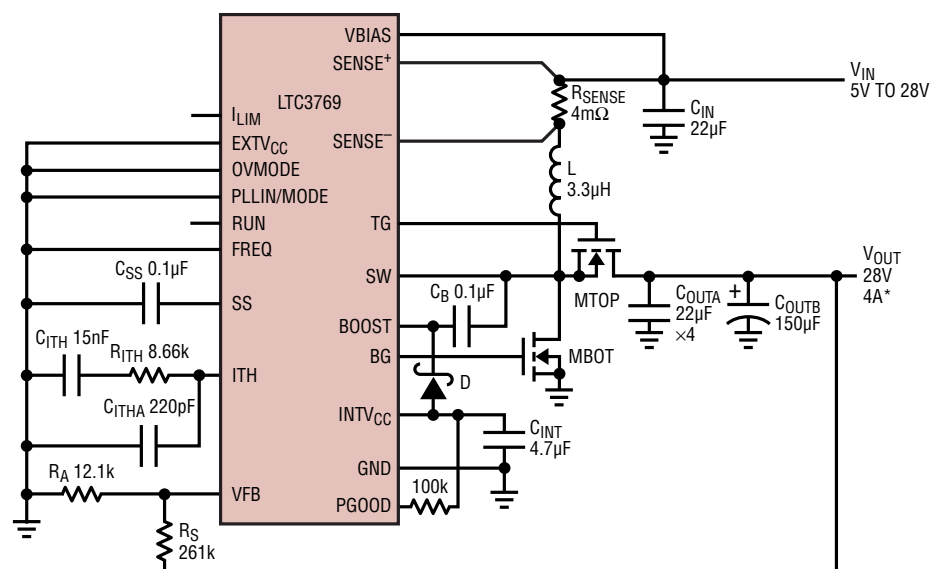 VBIAS
SENSE+
LTC3769
ILIM
EXTVCC
OVMODE
PLLIN/MODE
RUN
FREQ
SENSE–
RSENSE
4mΩ
CIN
22µF
VIN
5V TO 28V
L
3.3µH
TG
SW
MTOP
CSS 0.1µF
SS
CB 0.1µF
BOOST
BG
MBOT
D
COUTA
22µF
×4
+
COUTB
150µF
VOUT
28V
4A*
CITH 15nF
RITH 8.66k
ITH
CITHA 220pF
INTVCC
CINT
4.7µF
GND
RA 12.1k
VFB
100k
PGOOD
RS
261k